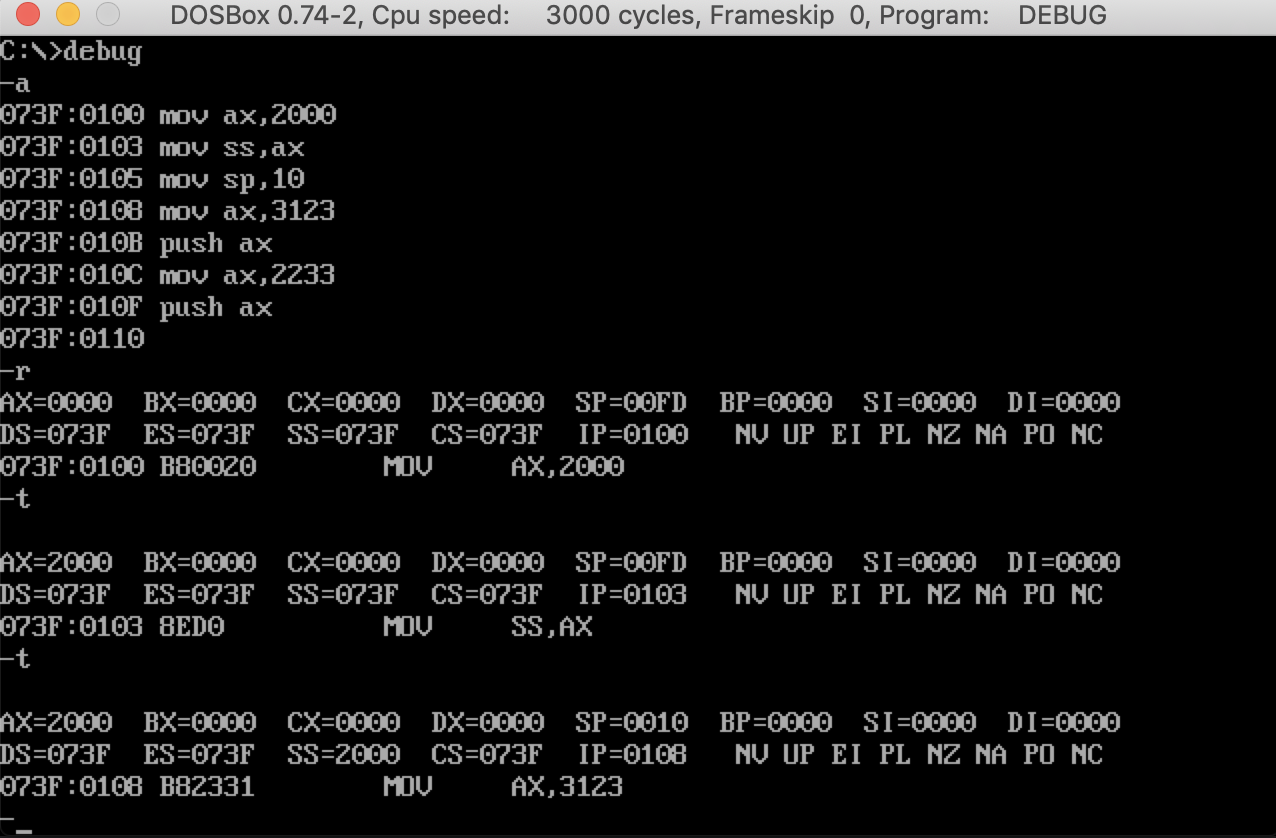 DOSBox 0.74-2, Cpu speed:    3000 cycles, Frameskip  0, Program:    DEBUG
C:\>debug
-a
073F:0100 mov ax,2000
073F:0103 mov ss,ax
073F:0105 mov sp,10
073F:0108 mov ax,3123
073F:010B push ax
073F:010C mov ax,2233
073F:010F push ax
073F:0110
-r
AX=0000  BX=0000  CX=0000  DX=0000  SP=00FD  BP=0000  SI=0000  DI=0000
DS=073F  ES=073F  SS=073F  CS=073F  IP=0100   NV UP EI PL NZ NA PO NC
073F:0100 B80020        MOV     AX,2000
-t
AX=2000  BX=0000  CX=0000  DX=0000  SP=00FD  BP=0000  SI=0000  DI=0000
DS=073F  ES=073F  SS=073F  CS=073F  IP=0103   NV UP EI PL NZ NA PO NC
073F:0103 8ED0          MOV     SS,AX
-t
AX=2000  BX=0000  CX=0000  DX=0000  SP=0010  BP=0000  SI=0000  DI=0000
DS=073F  ES=073F  SS=2000  CS=073F  IP=0108   NV UP EI PL NZ NA PO NC
073F:0108 B82331        MOV     AX,3123
-_